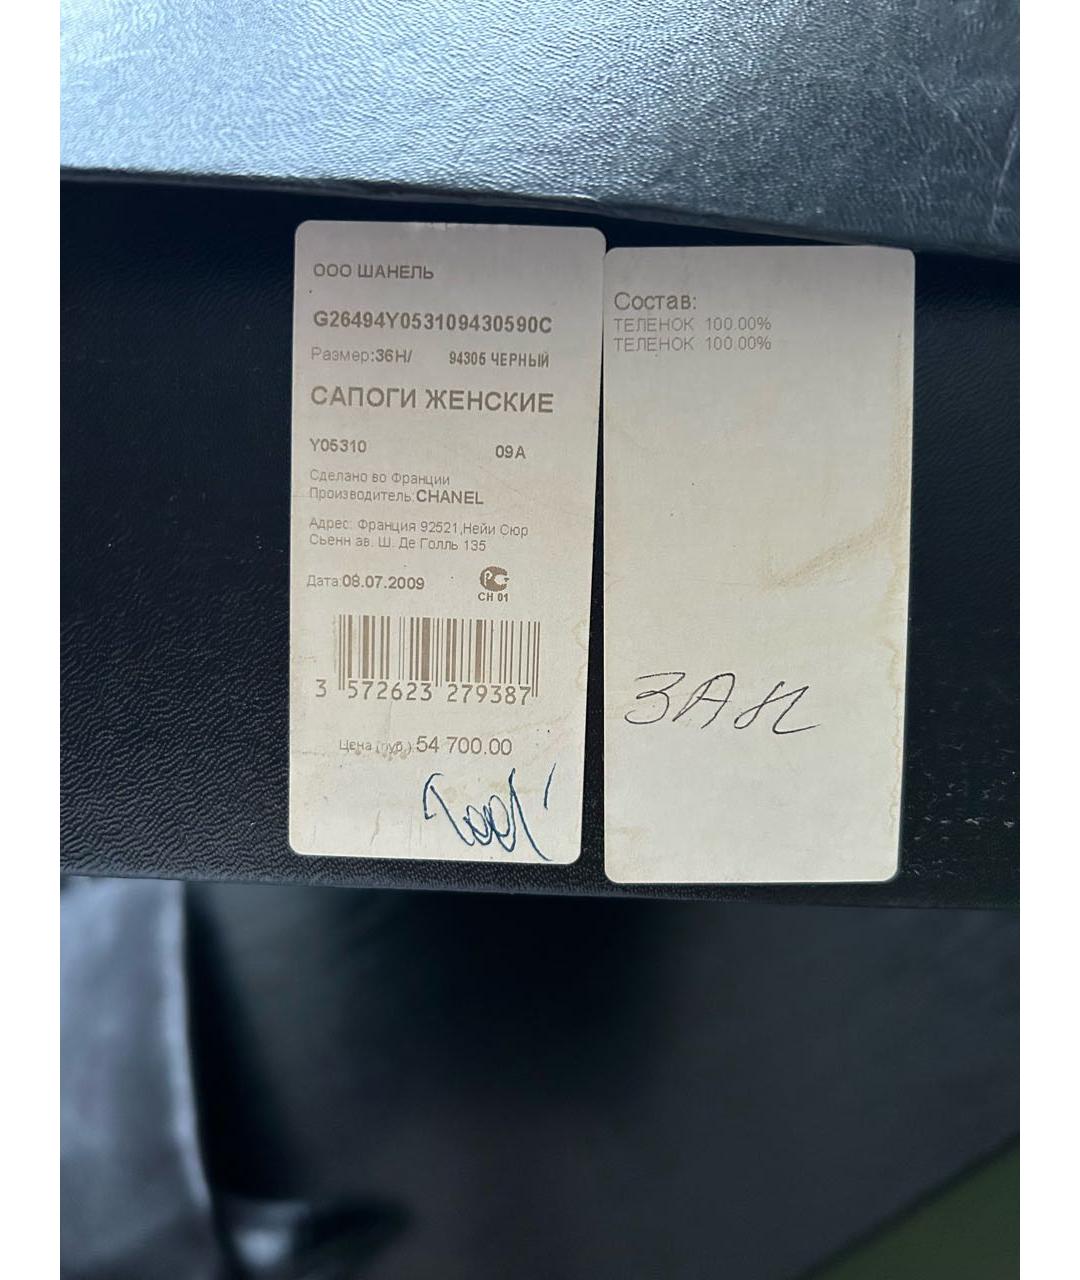 ООО ШАНЕЛЬ
G26494Y053109430590C
Размер:36H/ 94305 ЧЕРНЫЙ
САПОГИ ЖЕНСКИЕ
Y05310 09A
Сделано во Франции
Производитель:CHANEL
Адрес: Франция 92521,Нейи Сюр
Сьенн ав. Ш. Де Голль 135
Дата:08.07.2009
РС
СН 01
3 572623 279387
Цена (руб.):54 700.00
Состав:
ТЕЛЕНОК 100.00%
ТЕЛЕНОК 100.00%